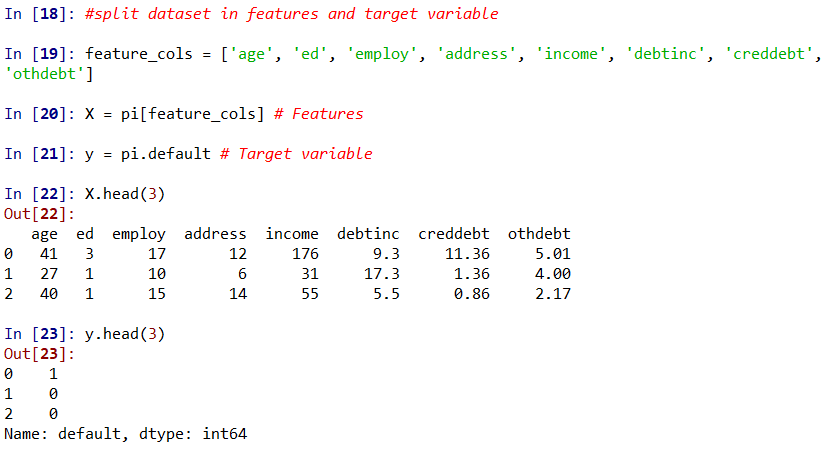 In [18]: #split dataset in features and target variable
In [19]: feature_cols = ['age', 'ed', 'employ', 'address', 'income', 'debtinc', 'creddebt',
'othdebt']
In [20]: X = pi[feature_cols] # Features
In [21]: y = pi.default # Target variable
In [22]: X.head(3)
Out[22]:
age ed employ address income debtinc creddebt othdebt
0 41 3 17 12 176 9.3 11.36 5.01
1 27 1 10 6 31 17.3 1.36 4.00
2 40 1 15 14 55 5.5 0.86 2.17
In [23]: y.head(3)
Out[23]:
0 1
1 0
2 0
Name: default, dtype: int64